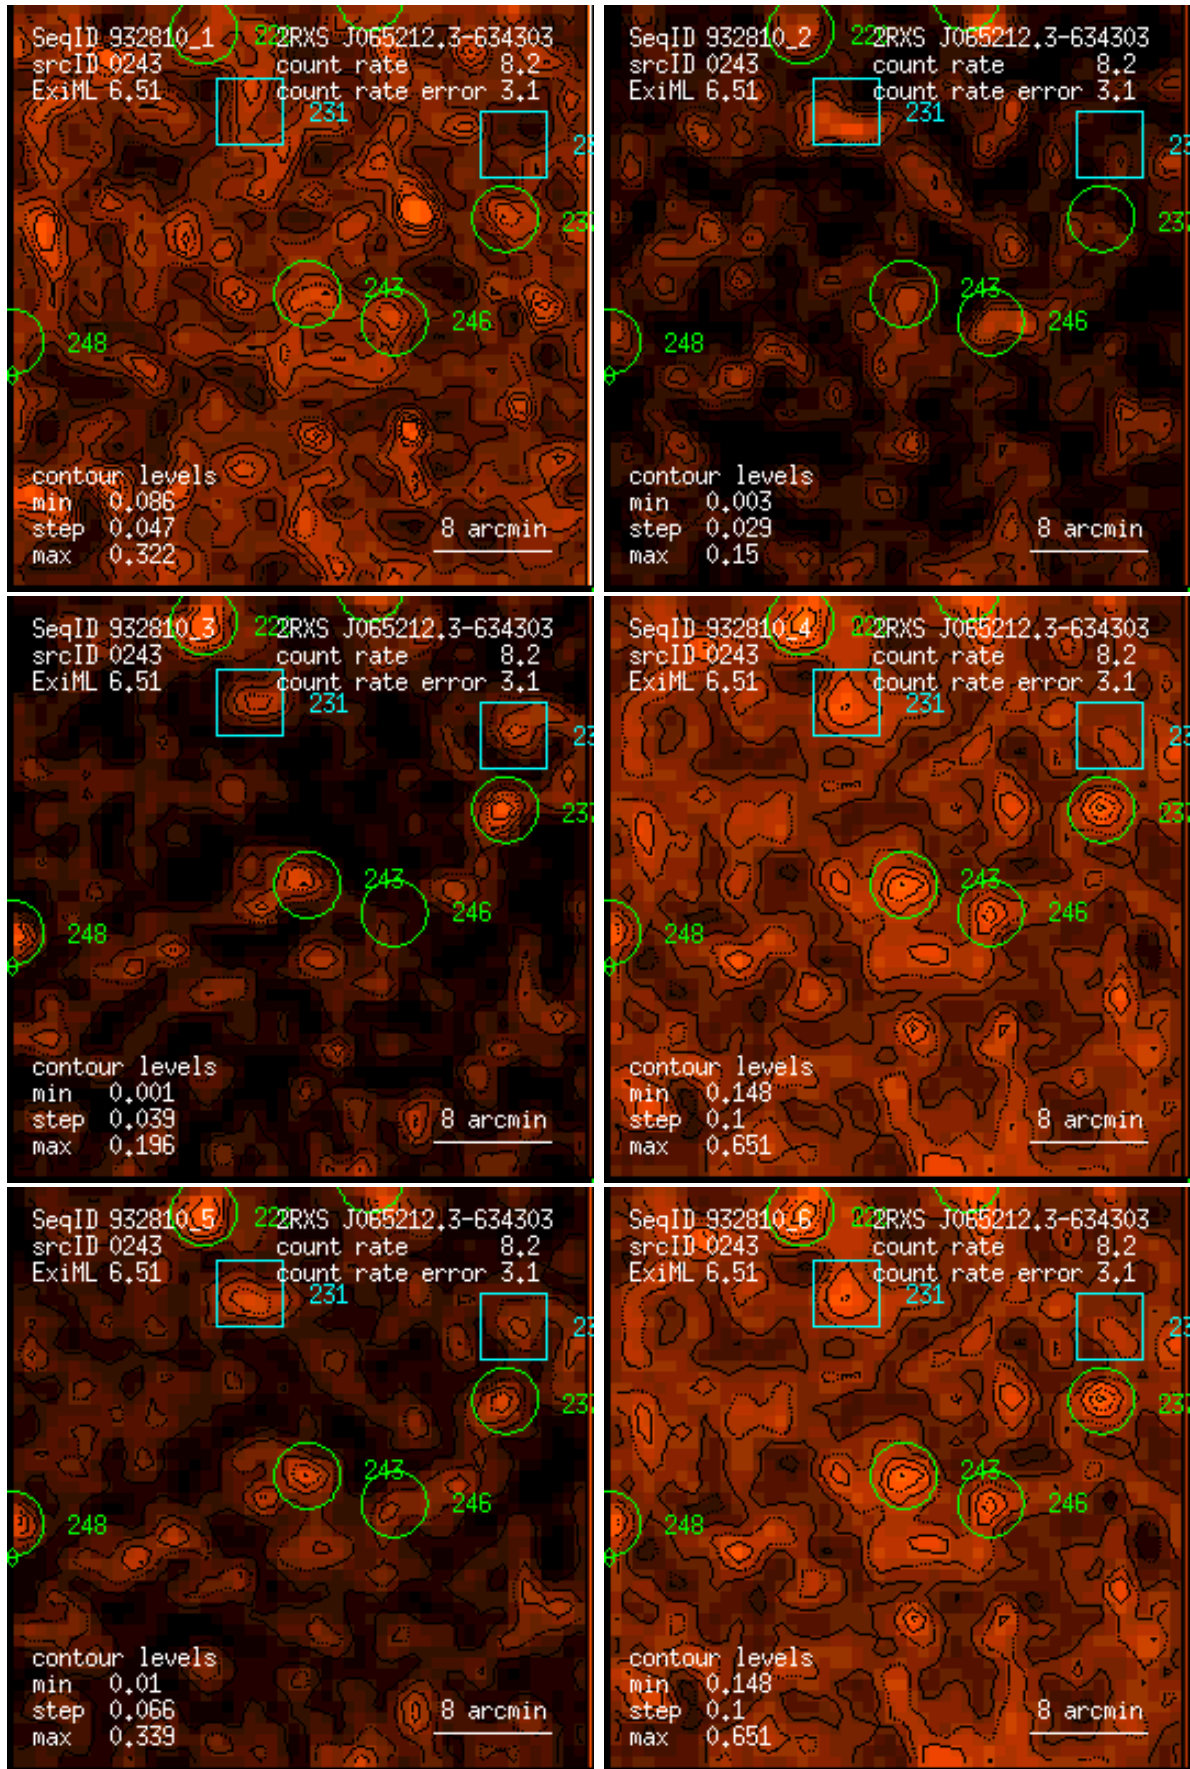 SeqID 932810_1 2RXS J065212.3-634303
srcID 0243 count rate 8.2
ExiML 6.51 count rate error 3.1
231
243
246
248
contour levels
min 0.086
step 0.047
max 0.322
8 arcmin
SeqID 932810_2 2RXS J065212.3-634303
srcID 0243 count rate 8.2
ExiML 6.51 count rate error 3.1
231
243
246
248
contour levels
min 0.003
step 0.029
max 0.15
8 arcmin
SeqID 932810_3 2RXS J065212.3-634303
srcID 0243 count rate 8.2
ExiML 6.51 count rate error 3.1
231
243
246
248
contour levels
min 0.001
step 0.039
max 0.196
8 arcmin
SeqID 932810_4 2RXS J065212.3-634303
srcID 0243 count rate 8.2
ExiML 6.51 count rate error 3.1
231
243
246
248
contour levels
min 0.148
step 0.1
max 0.651
8 arcmin
SeqID 932810_5 2RXS J065212.3-634303
srcID 0243 count rate 8.2
ExiML 6.51 count rate error 3.1
231
243
246
248
contour levels
min 0.01
step 0.066
max 0.339
8 arcmin
SeqID 932810_6 2RXS J065212.3-634303
srcID 0243 count rate 8.2
ExiML 6.51 count rate error 3.1
231
243
246
248
contour levels
min 0.148
step 0.1
max 0.651
8 arcmin